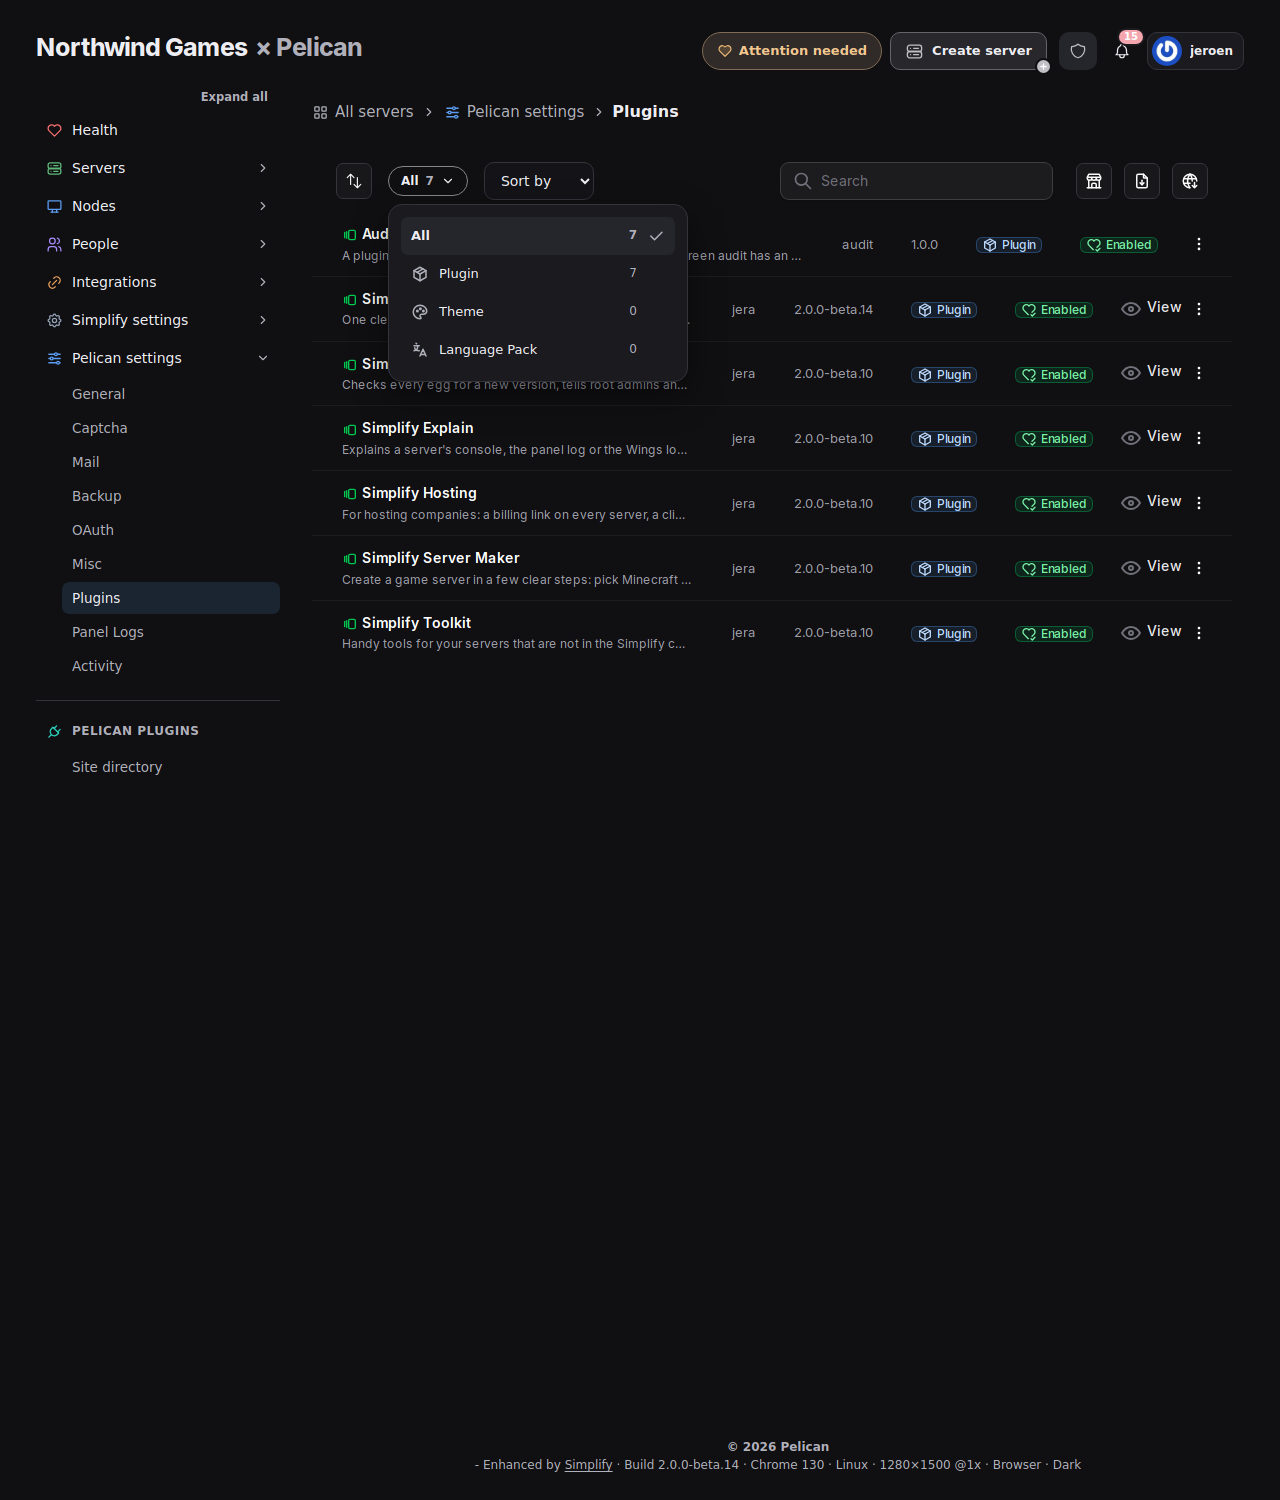 Northwind Games × Pelican
Attention needed
Create server
15
jeroen
Expand all
Health
Servers
Nodes
People
Integrations
Simplify settings
Pelican settings
General
Captcha
Mail
Backup
OAuth
Misc
Plugins
Panel Logs
Activity
PELICAN PLUGINS
Site directory
All servers > Pelican settings > Plugins
All 7
Sort by
Search
All 7
Plugin 7
Theme 0
Language Pack 0
Aud
A plugin reen audit has an ...
audit 1.0.0 Plugin Enabled
Sim
One cle
jera 2.0.0-beta.14 Plugin Enabled View
Sim
Checks every egg for a new version, tells root admins an...
jera 2.0.0-beta.10 Plugin Enabled View
Simplify Explain
Explains a server's console, the panel log or the Wings lo...
jera 2.0.0-beta.10 Plugin Enabled View
Simplify Hosting
For hosting companies: a billing link on every server, a cli...
jera 2.0.0-beta.10 Plugin Enabled View
Simplify Server Maker
Create a game server in a few clear steps: pick Minecraft ...
jera 2.0.0-beta.10 Plugin Enabled View
Simplify Toolkit
Handy tools for your servers that are not in the Simplify c...
jera 2.0.0-beta.10 Plugin Enabled View
© 2026 Pelican
- Enhanced by Simplify · Build 2.0.0-beta.14 · Chrome 130 · Linux · 1280×1500 @1x · Browser · Dark